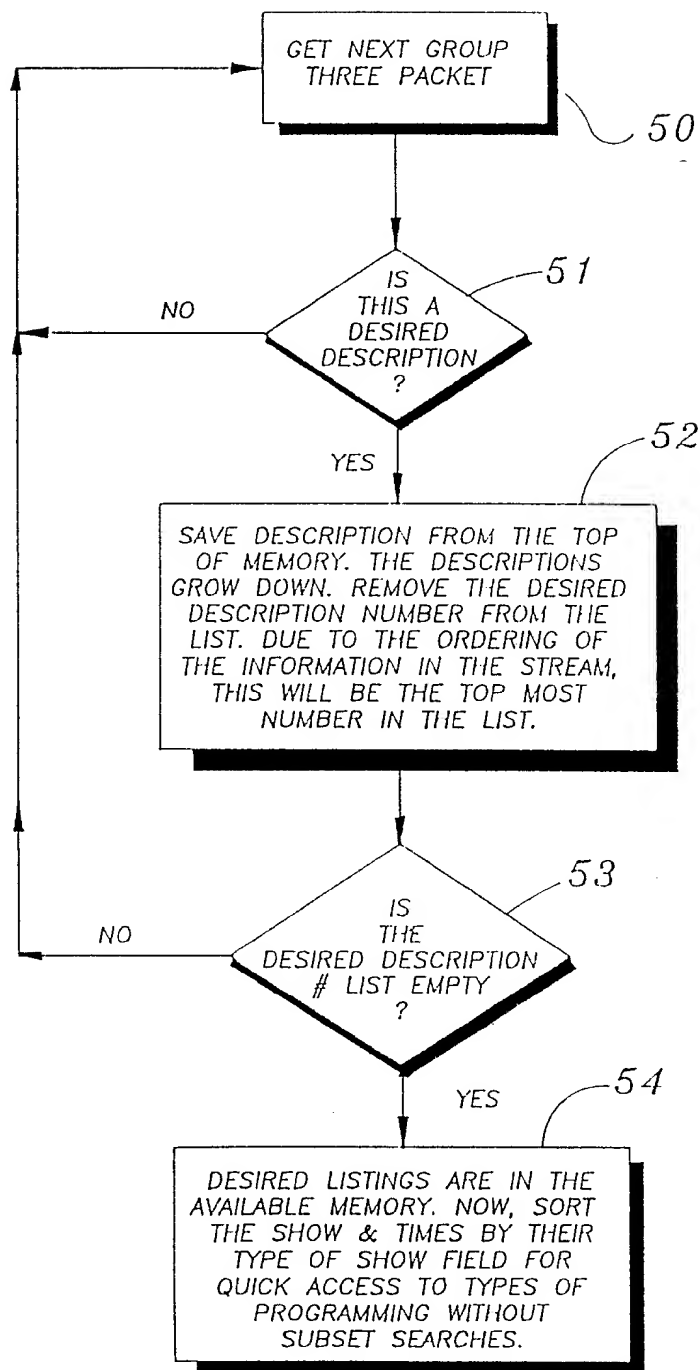 GET NEXT GROUP
THREE PACKET
50
IS
THIS A
DESIRED
DESCRIPTION
?
51
NO
YES
52
SAVE DESCRIPTION FROM THE TOP
OF MEMORY. THE DESCRIPTIONS
GROW DOWN. REMOVE THE DESIRED
DESCRIPTION NUMBER FROM THE
LIST. DUE TO THE ORDERING OF
THE INFORMATION IN THE STREAM,
THIS WILL BE THE TOP MOST
NUMBER IN THE LIST.
53
IS
THE
DESIRED DESCRIPTION
# LIST EMPTY
?
NO
YES
54
DESIRED LISTINGS ARE IN THE
AVAILABLE MEMORY. NOW, SORT
THE SHOW & TIMES BY THEIR
TYPE OF SHOW FIELD FOR
QUICK ACCESS TO TYPES OF
PROGRAMMING WITHOUT
SUBSET SEARCHES.